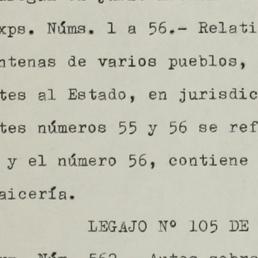 xps. Núms. 1 a 56.- Relati
ntenas de varios pueblos,
tes al Estado, en jurisdic
tes números 55 y 56 se ref
y el número 56, contiene
aicería.
LEGAJO Nº 105 DE